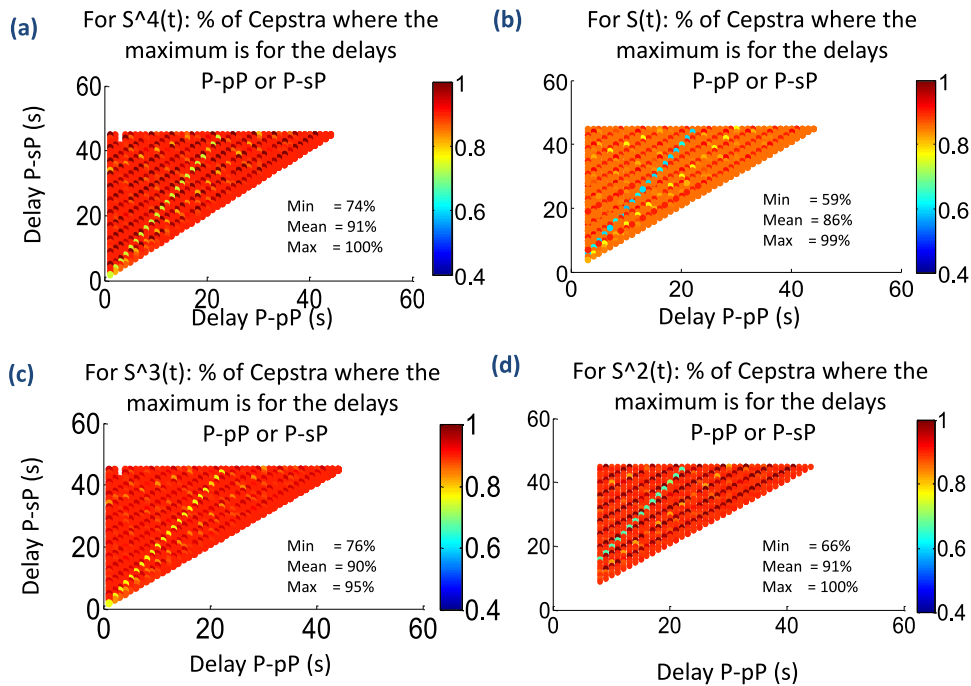 (a)
For S^4(t): % of Cepstra where the
maximum is for the delays
P-pP or P-sP
60
40
20
0
Delay P-sP (s)
Min = 74%
Mean = 91%
Max = 100%
0 20 40 60
Delay P-pP (s)
1
0.8
0.6
0.4
(b)
For S(t): % of Cepstra where the
maximum is for the delays
P-pP or P-sP
60
40
20
0
Min = 59%
Mean = 86%
Max = 99%
0 20 40 60
Delay P-pP (s)
1
0.8
0.6
0.4
(c)
For S^3(t): % of Cepstra where the
maximum is for the delays
P-pP or P-sP
60
40
20
0
Delay P-sP (s)
Min = 76%
Mean = 90%
Max = 95%
0 20 40 60
Delay P-pP (s)
1
0.8
0.6
0.4
(d)
For S^2(t): % of Cepstra where the
maximum is for the delays
P-pP or P-sP
60
40
20
0
Min = 66%
Mean = 91%
Max = 100%
0 20 40 60
Delay P-pP (s)
1
0.8
0.6
0.4